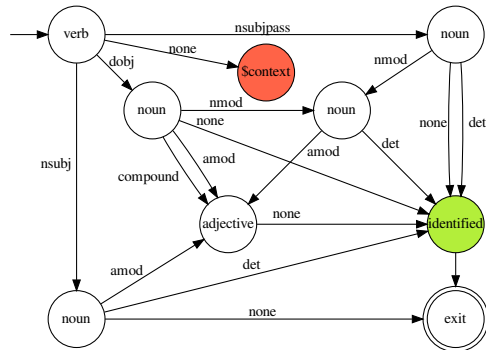 verb
nsubjpass
noun
none
$context
dobj
nmod
noun
nmod
noun
none
none
det
nsubj
compound
amod
amod
det
adjective
none
identified
amod
det
noun
none
exit